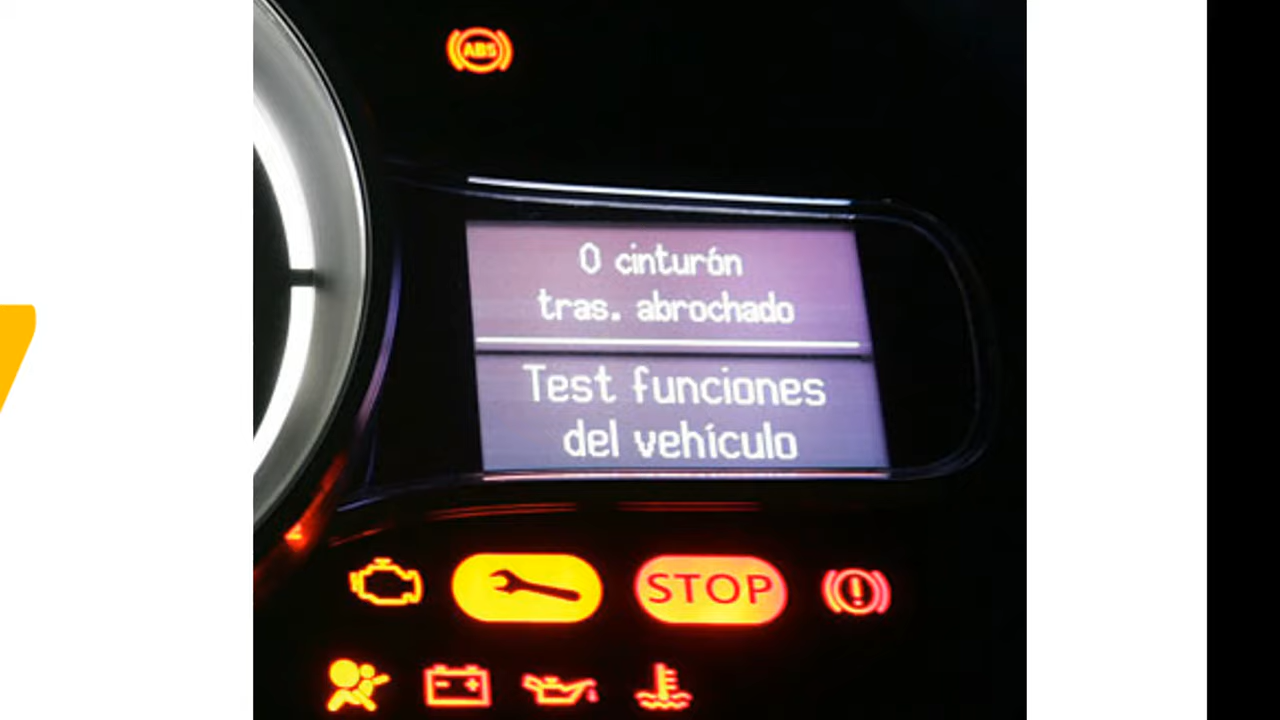 ABS
0 cinturón
tras. abrochado
Test funciones
del vehículo
STOP